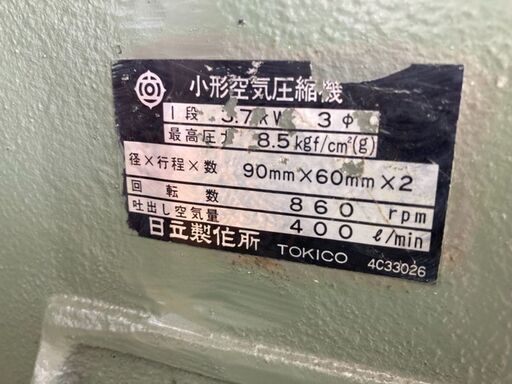 小形空気圧縮機
1段 3.7kW 3φ
最高圧力 8.5kgf/cm²(g)
径×行程×数 90mm×60mm×2
回転数 860 rpm
吐出し空気量 400 ℓ/min
日立製作所 TOKICO 4C33026